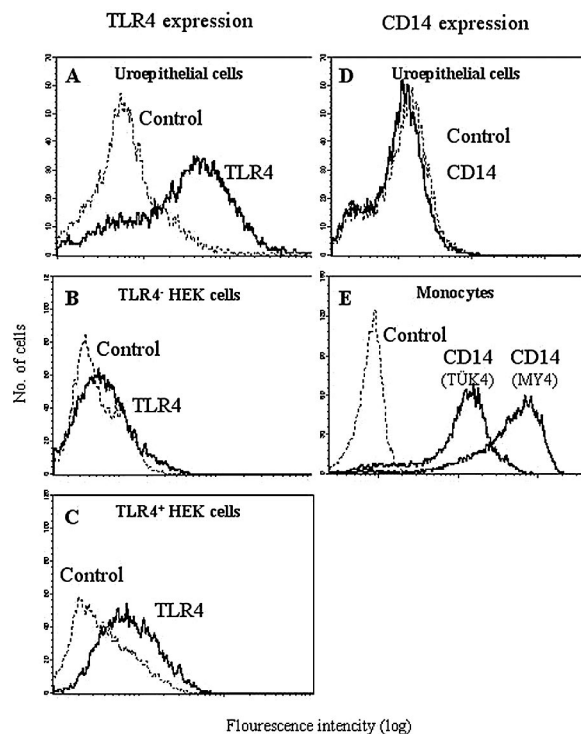 TLR4 expression
CD14 expression
A
Uroepithelial cells
Control
TLR4
D
Uroepithelial cells
Control
CD14
B
TLR4- HEK cells
Control
TLR4
E
Monocytes
Control
CD14
(TÜK4)
CD14
(MY4)
C
TLR4+ HEK cells
Control
TLR4
No. of cells
Flourescence intencity (log)